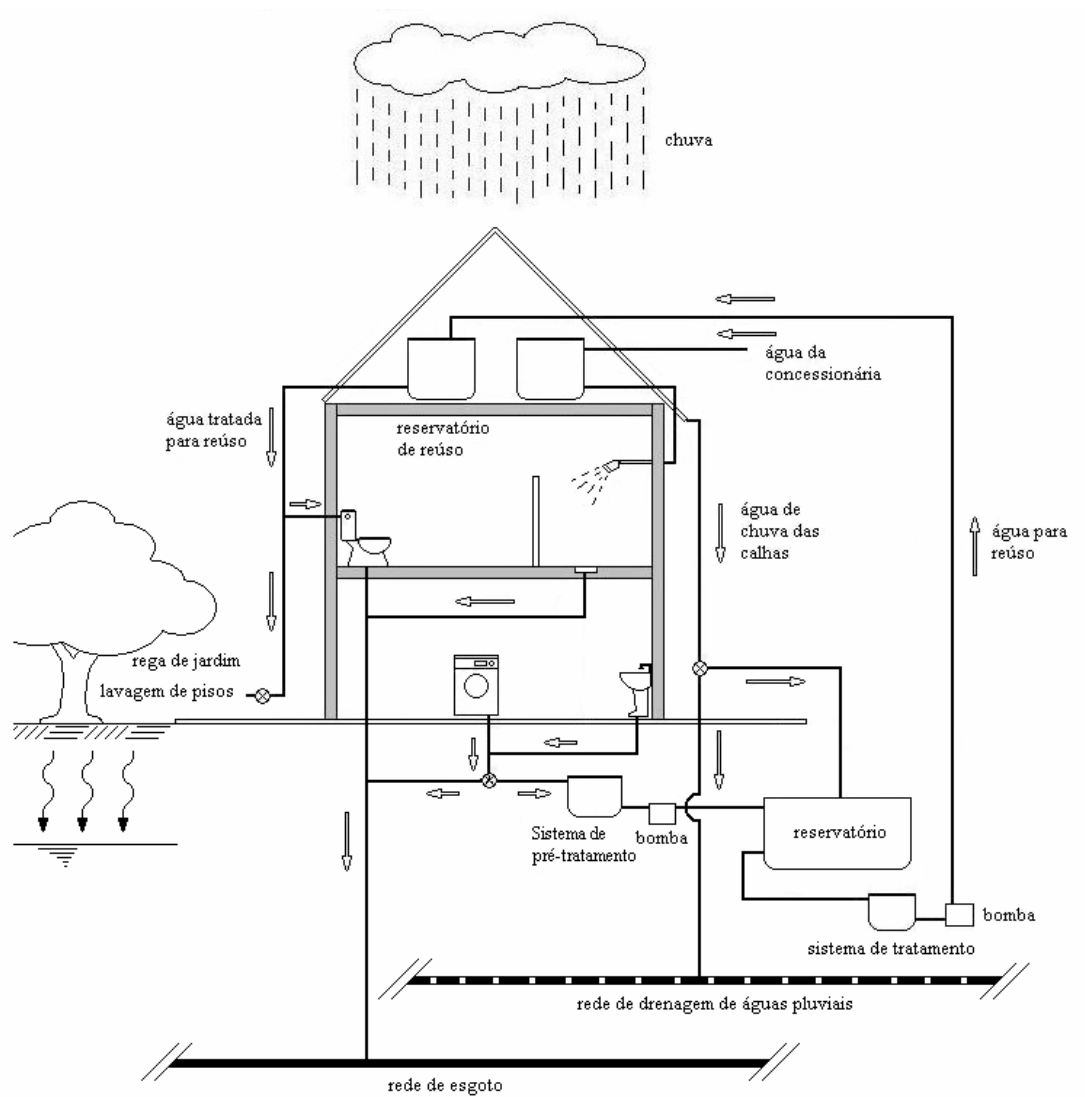 chuva
água da
concessionária
água tratada
para reúso
reservatório
de reúso
água de
chuva das
calhas
água para
reúso
rega de jardim
lavagem de pisos
Sistema de
pré-tratamento
bomba
reservatório
bomba
sistema de tratamento
rede de drenagem de águas pluviais
rede de esgoto